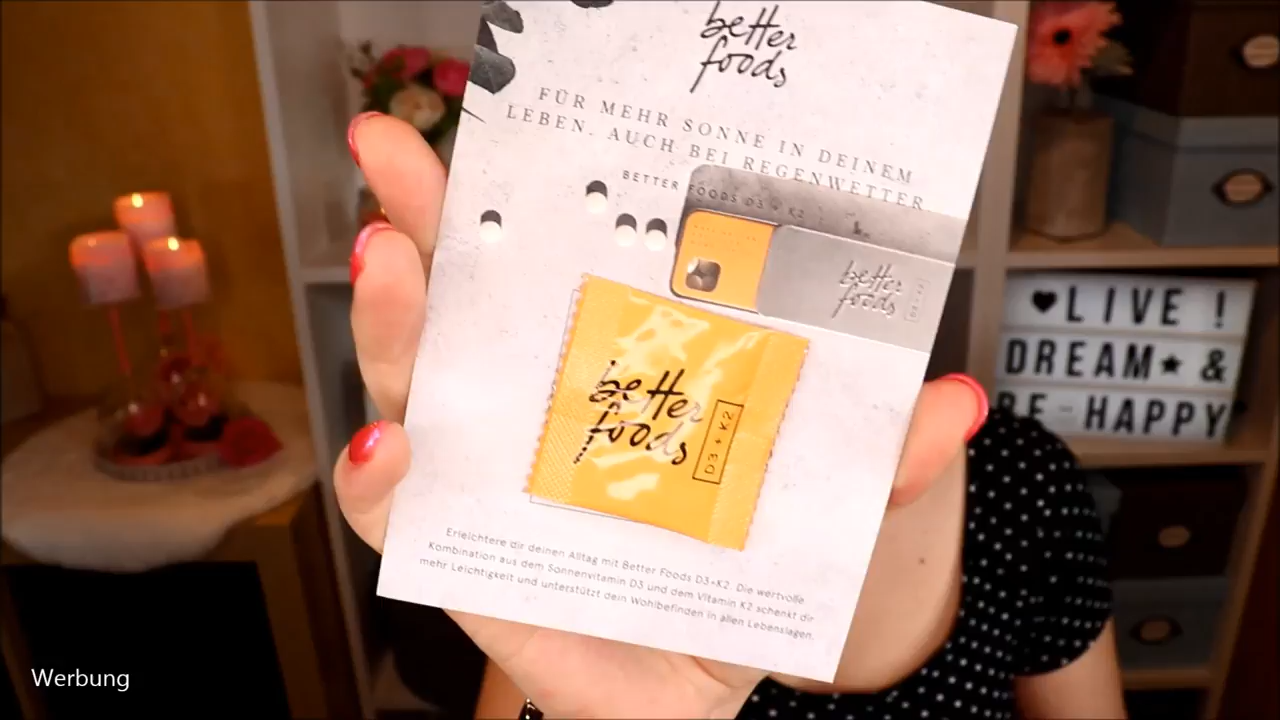 better
foods
FÜR MEHR SONNE IN DEINEM
LEBEN. AUCH BEI REGENWETTER.
BETTER FOODS D3 + K2
better
foods
better
foods
D3 + K2
Erleichtere dir deinen Alltag mit Better Foods D3+K2. Die wertvolle
Kombination aus dem Sonnenvitamin D3 und dem Vitamin K2 schenkt dir
mehr Leichtigkeit und unterstützt dein Wohlbefinden in allen Lebenslagen.
LIVE !
DREAM ★ &
BE-HAPPY
Werbung